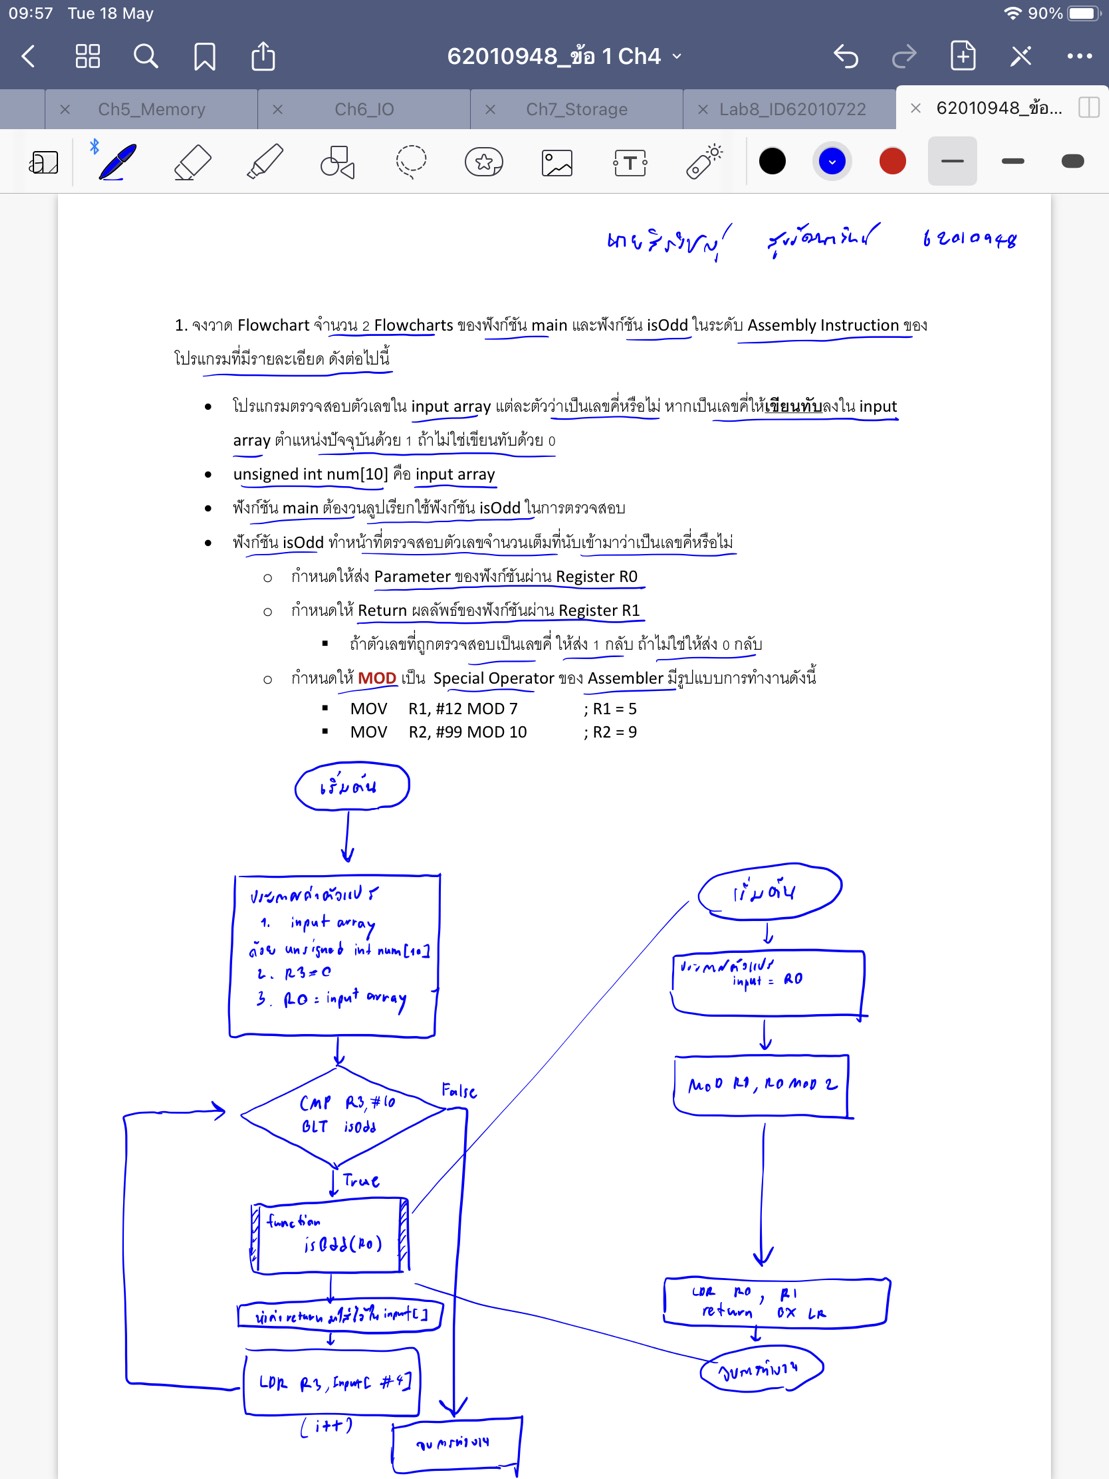 09:57 Tue 18 May 90%
62010948_ข้อ 1 Ch4
Ch5_Memory Ch6_IO Ch7_Storage Lab8_ID62010722 62010948_ข้อ...
62010948
1. จงวาด Flowchart จำนวน 2 Flowcharts ของฟังก์ชัน main และฟังก์ชัน isOdd ในระดับ Assembly Instruction ของ
โปรแกรมที่มีรายละเอียด ดังต่อไปนี้
• โปรแกรมตรวจสอบตัวเลขใน input array แต่ละตัวว่าเป็นเลขคี่หรือไม่ หากเป็นเลขคี่ให้เขียนทับลงใน input
array ตำแหน่งปัจจุบันด้วย 1 ถ้าไม่ใช่เขียนทับด้วย 0
• unsigned int num[10] คือ input array
• ฟังก์ชัน main ต้องวนลูปเรียกใช้ฟังก์ชัน isOdd ในการตรวจสอบ
• ฟังก์ชัน isOdd ทำหน้าที่ตรวจสอบตัวเลขจำนวนเต็มที่นับเข้ามาว่าเป็นเลขคี่หรือไม่
o กำหนดให้ส่ง Parameter ของฟังก์ชันผ่าน Register R0
o กำหนดให้ Return ผลลัพธ์ของฟังก์ชันผ่าน Register R1
▪ ถ้าตัวเลขที่ถูกตรวจสอบเป็นเลขคี่ ให้ส่ง 1 กลับ ถ้าไม่ใช่ให้ส่ง 0 กลับ
o กำหนดให้ MOD เป็น Special Operator ของ Assembler มีรูปแบบการทำงานดังนี้
▪ MOV R1, #12 MOD 7 ; R1 = 5
▪ MOV R2, #99 MOD 10 ; R2 = 9
เริ่มต้น
ประกาศค่าตัวแปร
1. input array
ด้วย unsigned int num[10]
2. R3=0
3. R0 = input array
CMP R3, #10
BLT isOdd
False
True
function
isOdd(R0)
นำค่า return มาใส่ไว้ใน input[]
LDR R3, Input[ #4]
(i++)
จบการทำงาน
เริ่มต้น
ประกาศตัวแปร
input = R0
MOD R1, R0 MOD 2
LDR R0, R1
return BX LR
จบการทำงาน